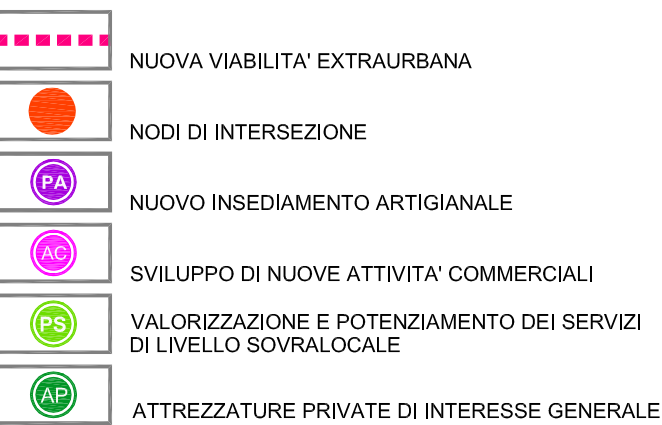 NUOVA VIABILITA' EXTRAURBANA
NODI DI INTERSEZIONE
PA
NUOVO INSEDIAMENTO ARTIGIANALE
AC
SVILUPPO DI NUOVE ATTIVITA' COMMERCIALI
PS
VALORIZZAZIONE E POTENZIAMENTO DEI SERVIZI
DI LIVELLO SOVRALOCALE
AP
ATTREZZATURE PRIVATE DI INTERESSE GENERALE